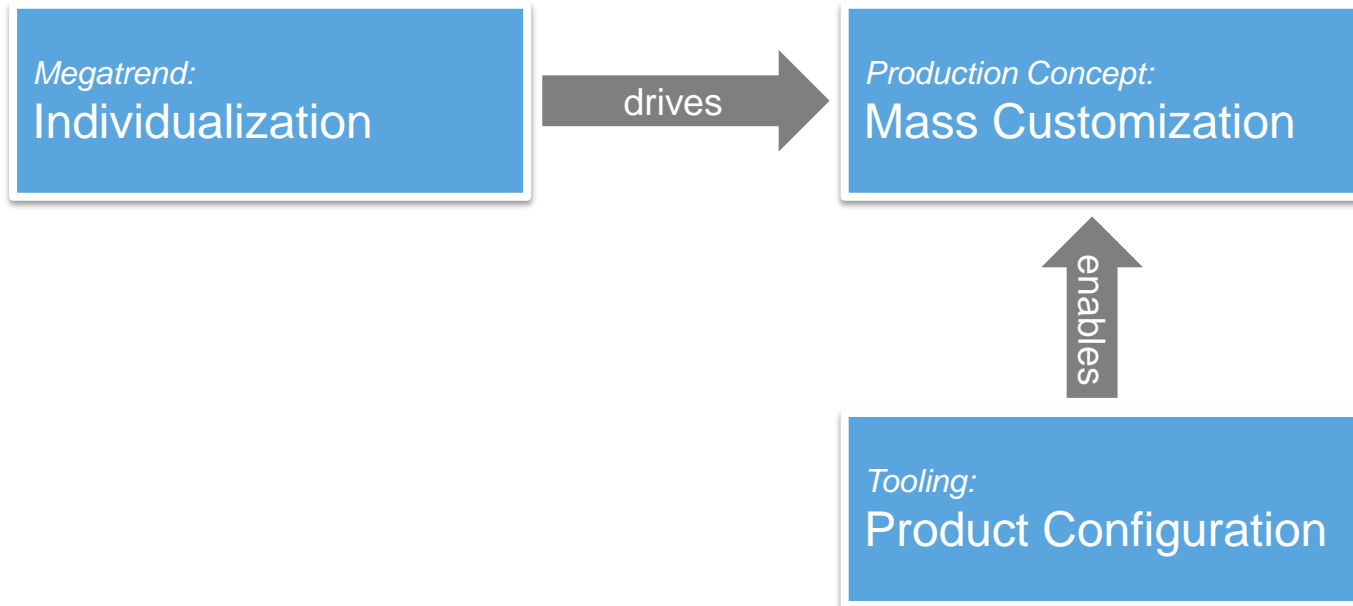 Megatrend:
Individualization
drives
Production Concept:
Mass Customization
enables
Tooling:
Product Configuration